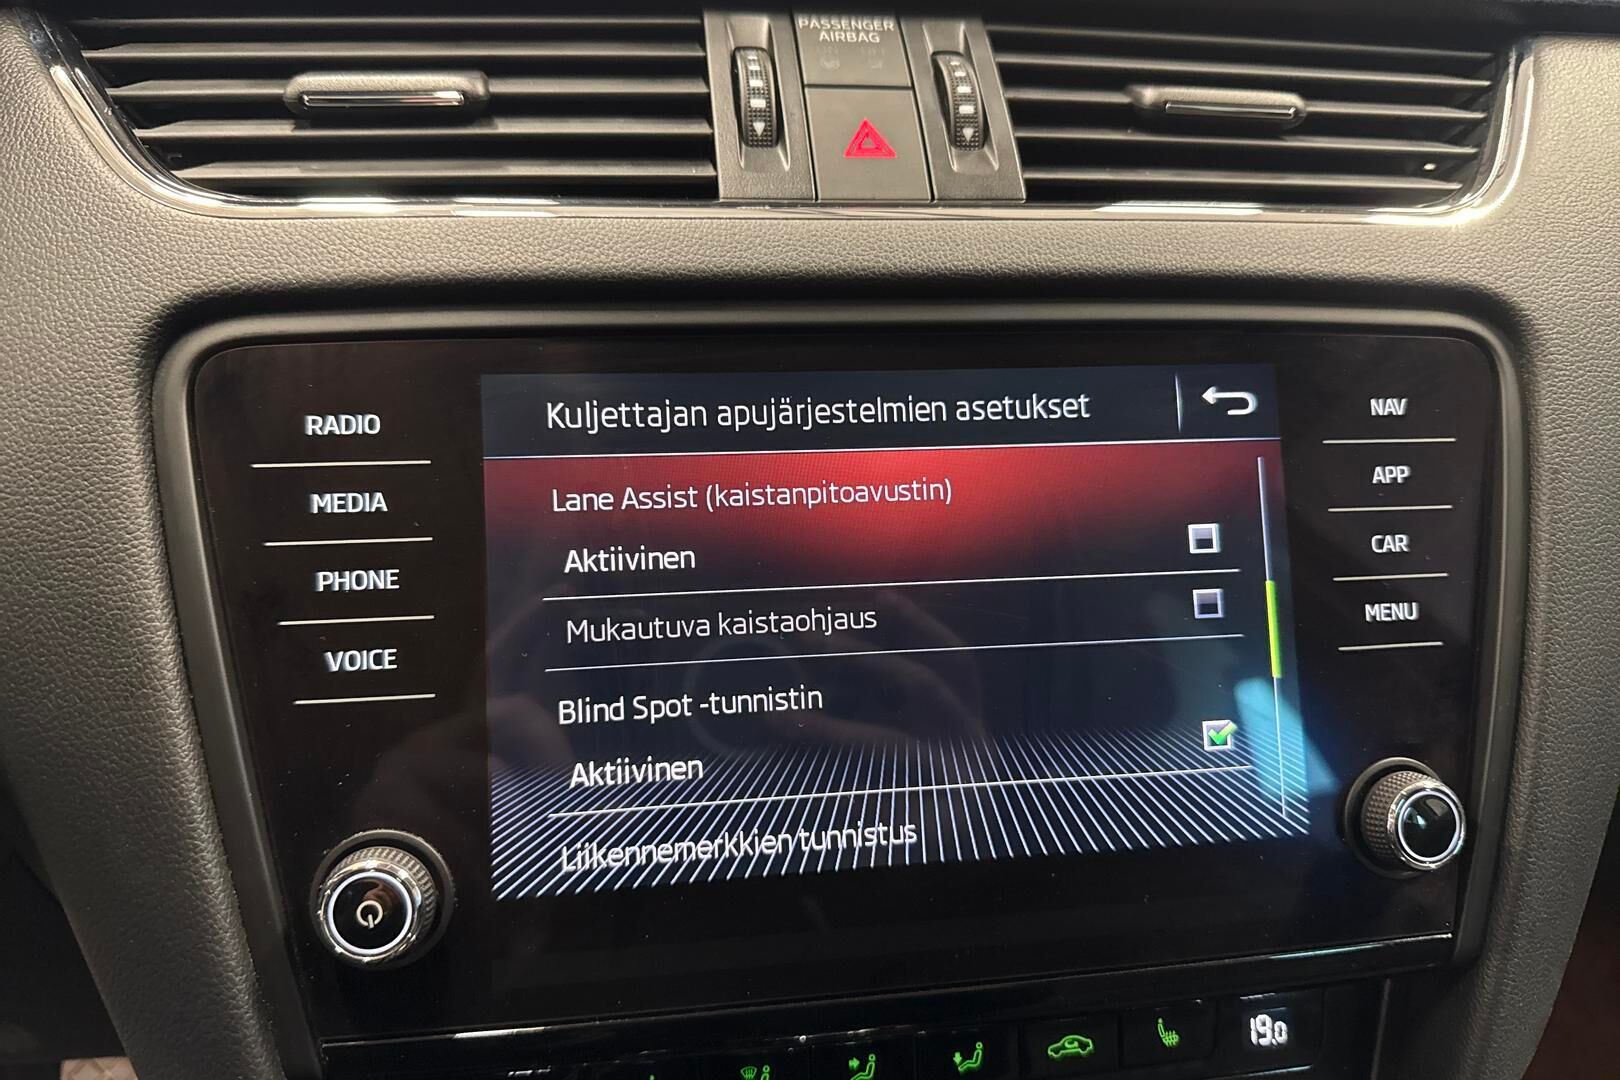 PASSENGER
AIRBAG
RADIO
MEDIA
PHONE
VOICE
Kuljettajan apujärjestelmien asetukset
Lane Assist (kaistanpitoavustin)
Aktiivinen
Mukautuva kaistaohjaus
Blind Spot -tunnistin
Aktiivinen
Liikennemerkkien tunnistus
NAV
APP
CAR
MENU
19.0